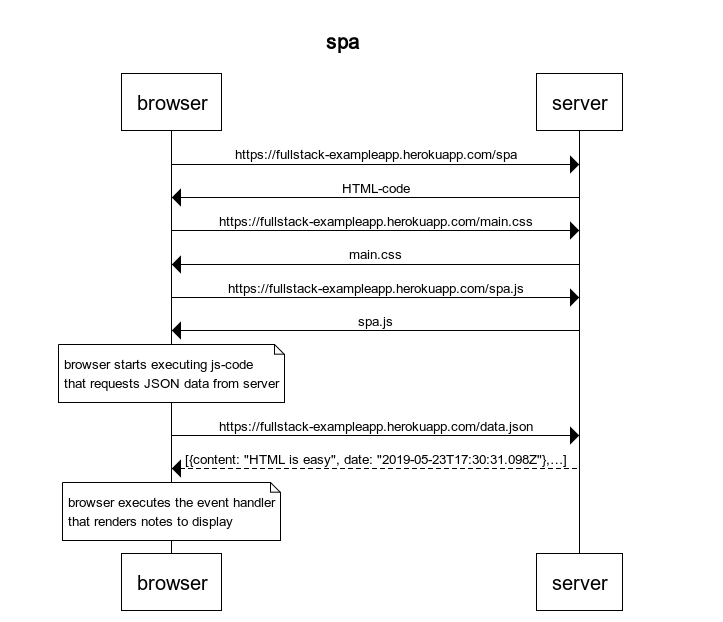 spa
browser
server
https://fullstack-exampleapp.herokuapp.com/spa
HTML-code
https://fullstack-exampleapp.herokuapp.com/main.css
main.css
https://fullstack-exampleapp.herokuapp.com/spa.js
spa.js
browser starts executing js-code
that requests JSON data from server
https://fullstack-exampleapp.herokuapp.com/data.json
[{content: "HTML is easy", date: "2019-05-23T17:30:31.098Z"},...]
browser executes the event handler
that renders notes to display
browser
server